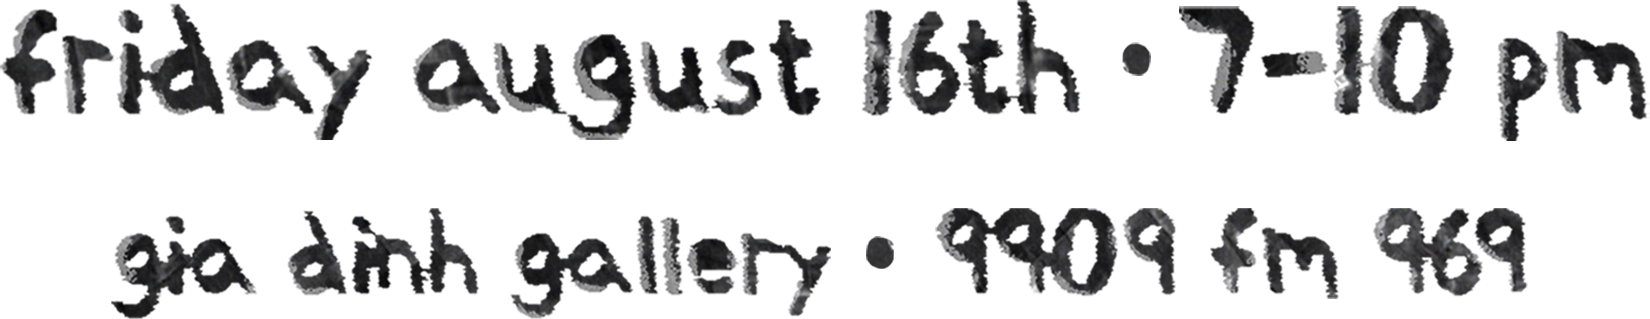 friday august 16th • 7-10 pm
gia dinh gallery • 9909 fm 969